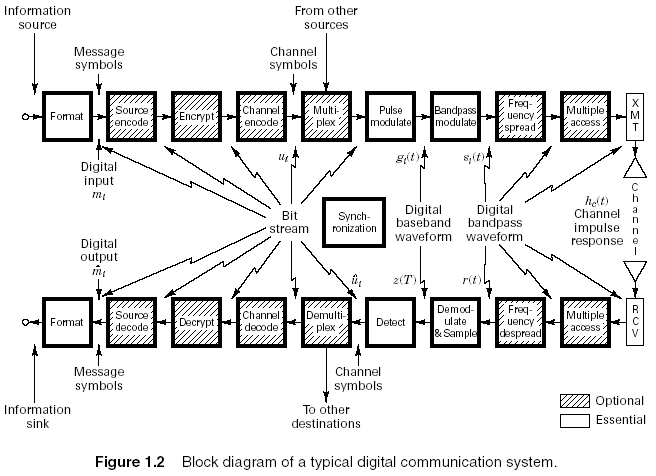 Information
source
From other
sources
Message
symbols
Channel
symbols
Format
Source
encode
Encrypt
Channel
encode
Multi-
plex
Pulse
modulate
Bandpass
modulate
Freq-
uency
spread
Multiple
access
X
M
T
Digital
input
mᵢ
uᵢ
gᵢ(t)
sᵢ(t)
Bit
stream
Synch-
ronization
Digital
baseband
waveform
Digital
bandpass
waveform
h_c(t)
Channel
impulse
response
C
h
a
n
n
e
l
Digital
output
m̂ᵢ
ûᵢ
z(T)
r(t)
Format
Source
decode
Decrypt
Channel
decode
Demulti-
plex
Detect
Demod-
ulate
& Sample
Freq-
uency
despread
Multiple
access
R
C
V
Message
symbols
Channel
symbols
Information
sink
To other
destinations
Optional
Essential
Figure 1.2 Block diagram of a typical digital communication system.